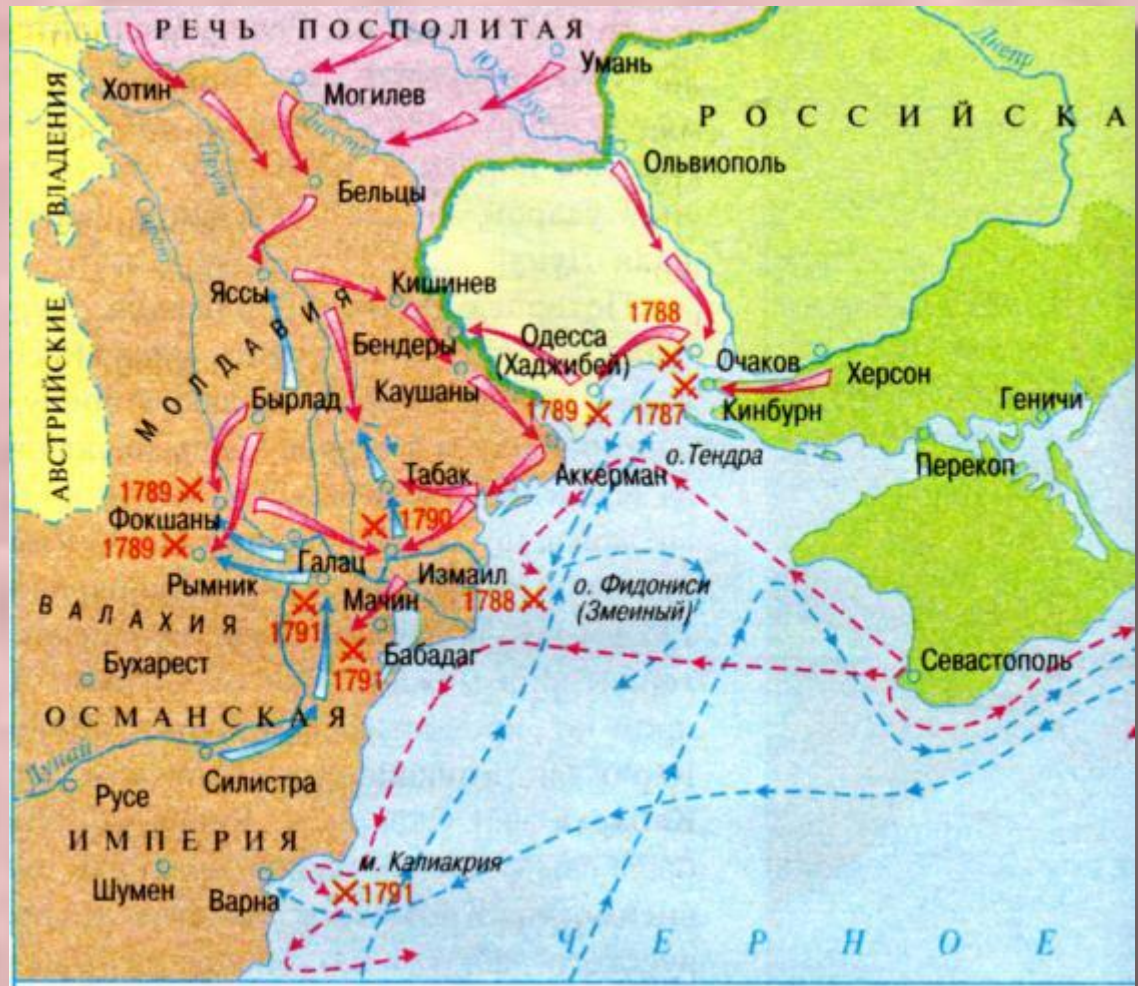 РЕЧЬ ПОСПОЛИТАЯ
Днепр
Умань
Хотин
Могилев
Ю. Буг
РОССИЙСКА
АВСТРИЙСКИЕ ВЛАДЕНИЯ
Днестр
Прут
Ольвиополь
Бельцы
Сирет
Яссы
Кишинев
МОЛДАВИЯ
1788
Бендеры
Одесса
(Хаджибей)
Очаков
Херсон
Каушаны
Бырлад
1789
1787
Кинбурн
Геничи
о.Тендра
Перекоп
Табак
Аккерман
1789
Фокшаны
1790
1789
Галац
Измаил
Рымник
1788
о. Фидониси
(Змеиный)
Мачин
ВАЛАХИЯ
1791
Бухарест
Бабадаг
Севастополь
1791
ОСМАНСКАЯ
Дунай
Силистра
Русе
ИМПЕРИЯ
м. Калиакрия
Шумен
Варна
1791
ЧЕРНОЕ